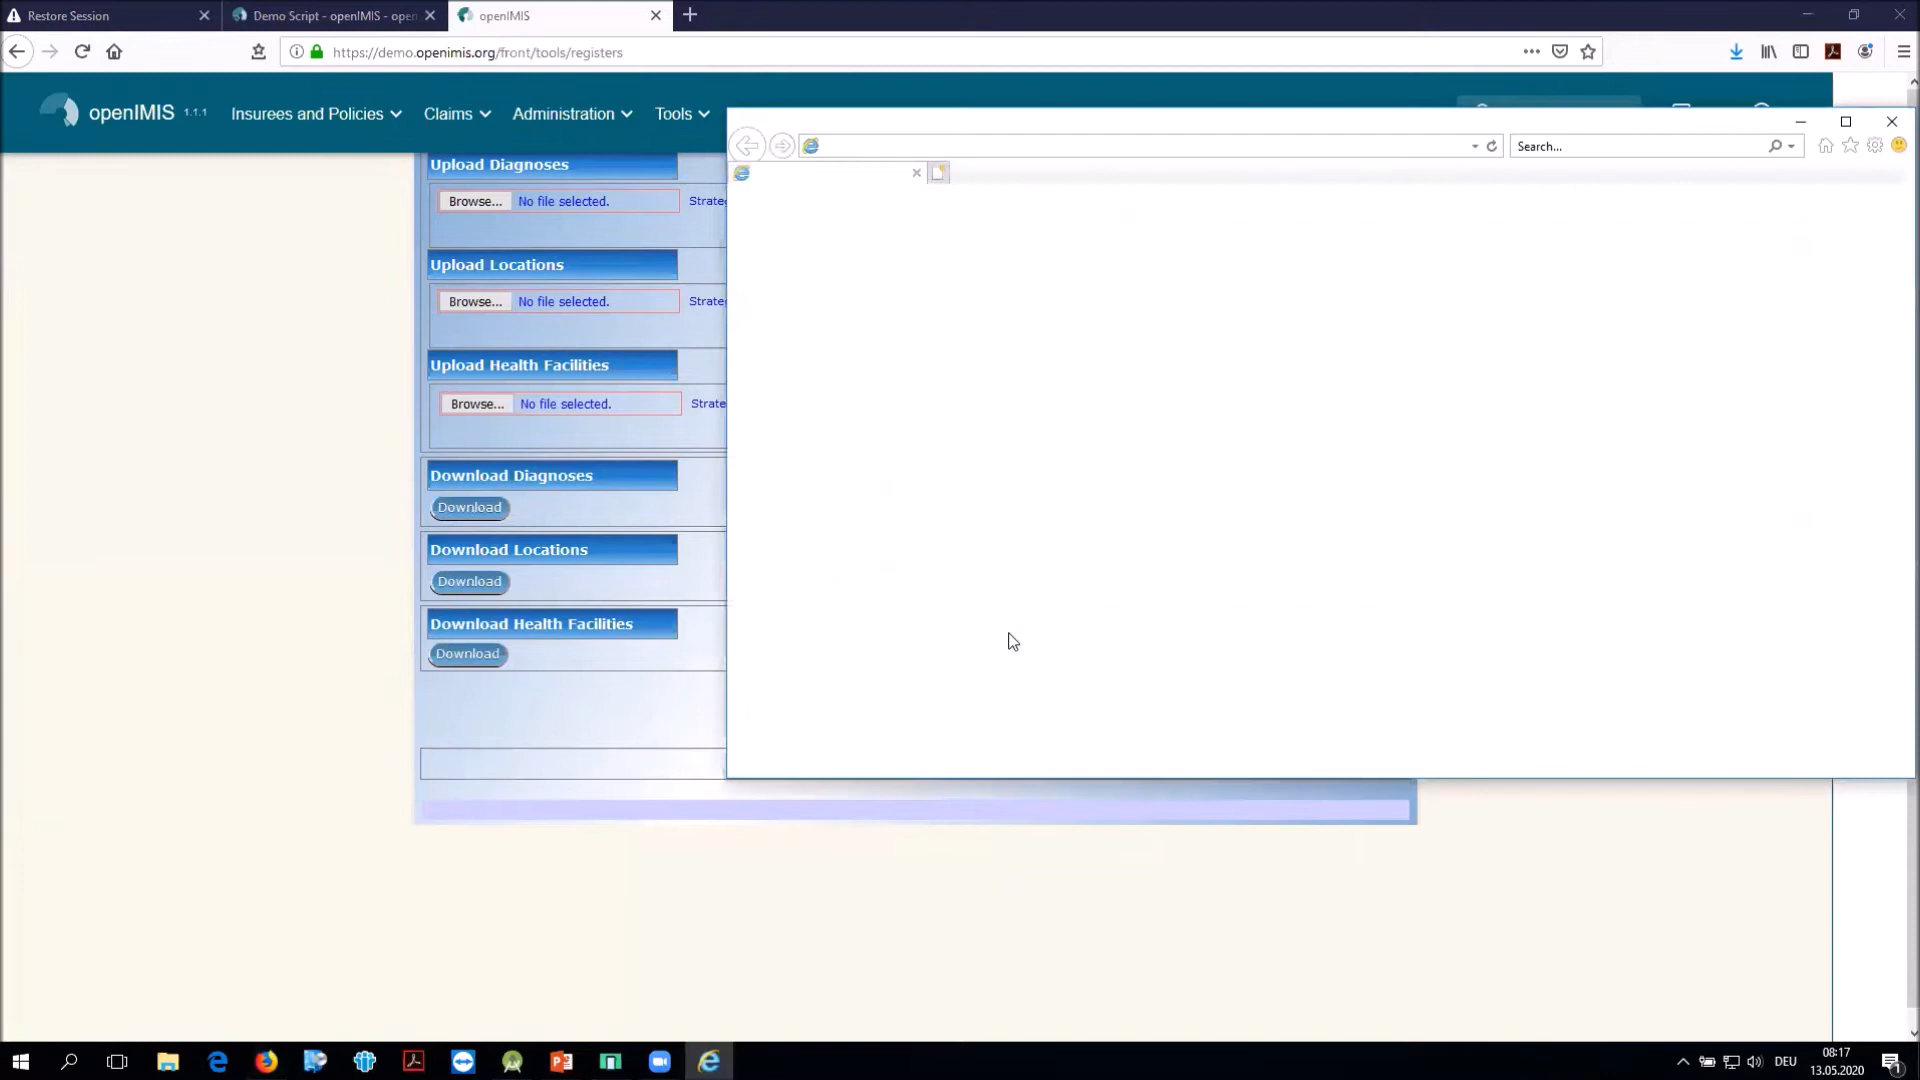 Restore Session
Demo Script - openIMIS - open
openIMIS
https://demo.openimis.org/front/tools/registers
openIMIS 1.1.1
Insurees and Policies
Claims
Administration
Tools
Search...
Upload Diagnoses
Browse... No file selected.
Strate
Upload Locations
Browse... No file selected.
Strate
Upload Health Facilities
Browse... No file selected.
Strate
Download Diagnoses
Download
Download Locations
Download
Download Health Facilities
Download
DEU
08:17
13.05.2020
1